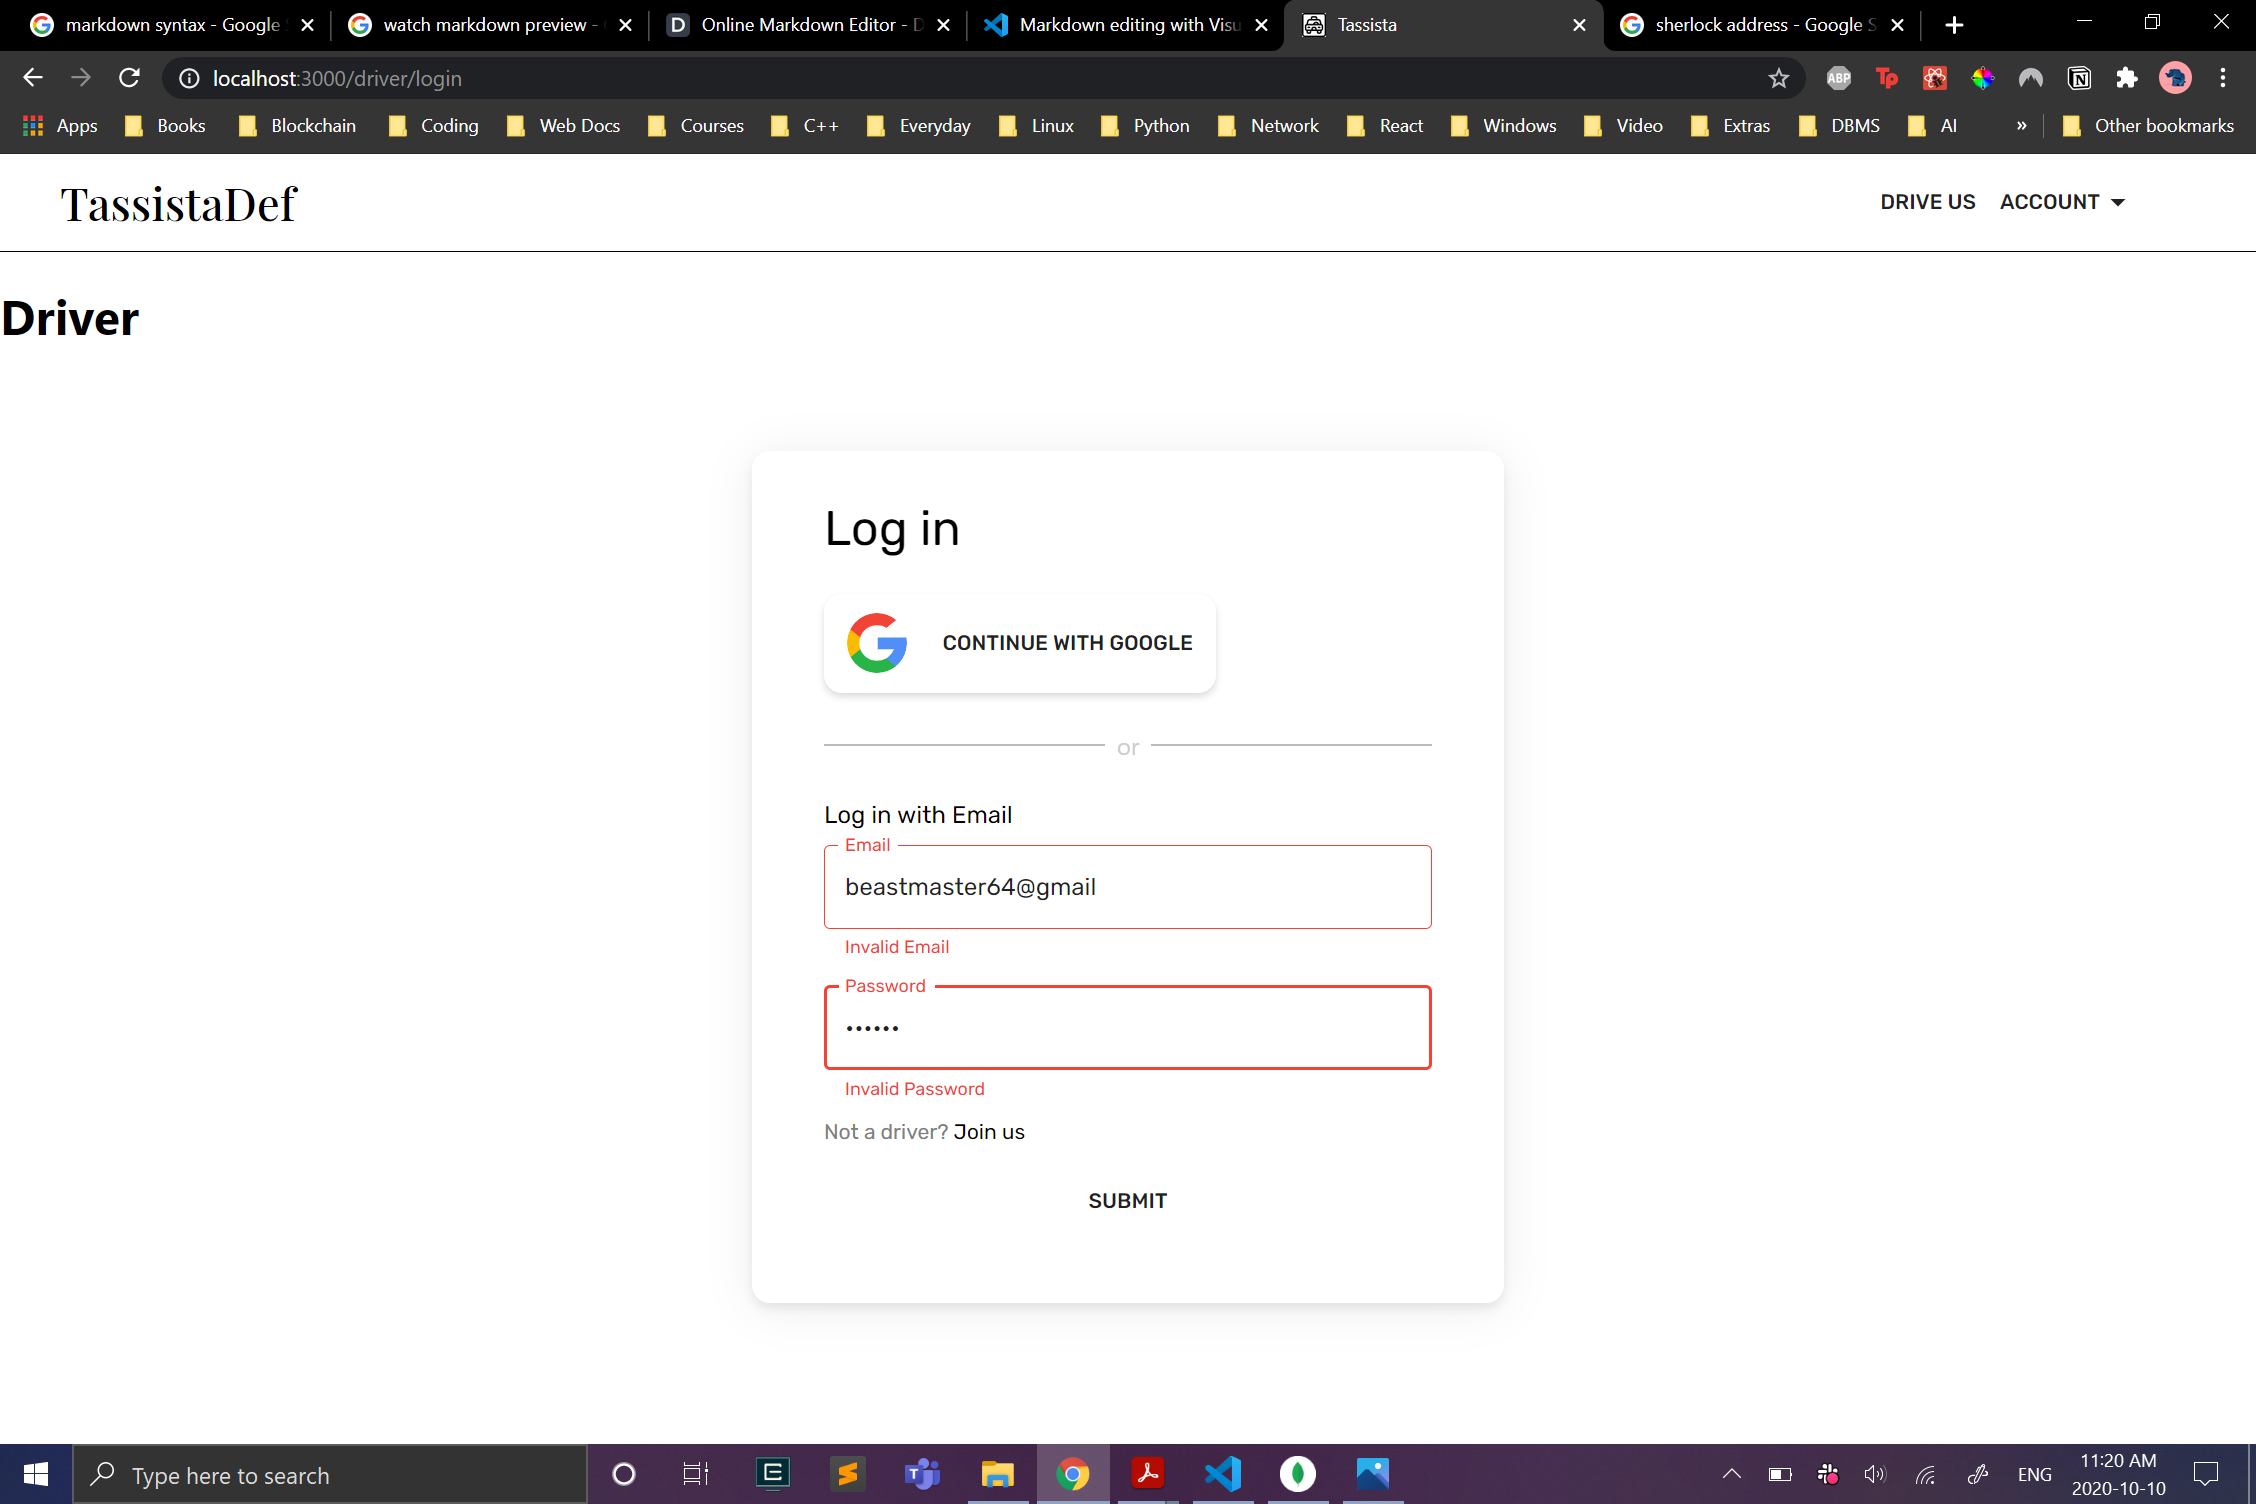 markdown syntax - Google
watch markdown preview -
Online Markdown Editor - D
Markdown editing with Visu
Tassista
sherlock address - Google S
localhost:3000/driver/login
ABP
Tp
Apps
Books
Blockchain
Coding
Web Docs
Courses
C++
Everyday
Linux
Python
Network
React
Windows
Video
Extras
DBMS
AI
»
Other bookmarks
TassistaDef
DRIVE US
ACCOUNT
Driver
Log in
CONTINUE WITH GOOGLE
or
Log in with Email
Email
beastmaster64@gmail
Invalid Email
Password
••••••
Invalid Password
Not a driver? Join us
SUBMIT
Type here to search
ENG
11:20 AM
2020-10-10